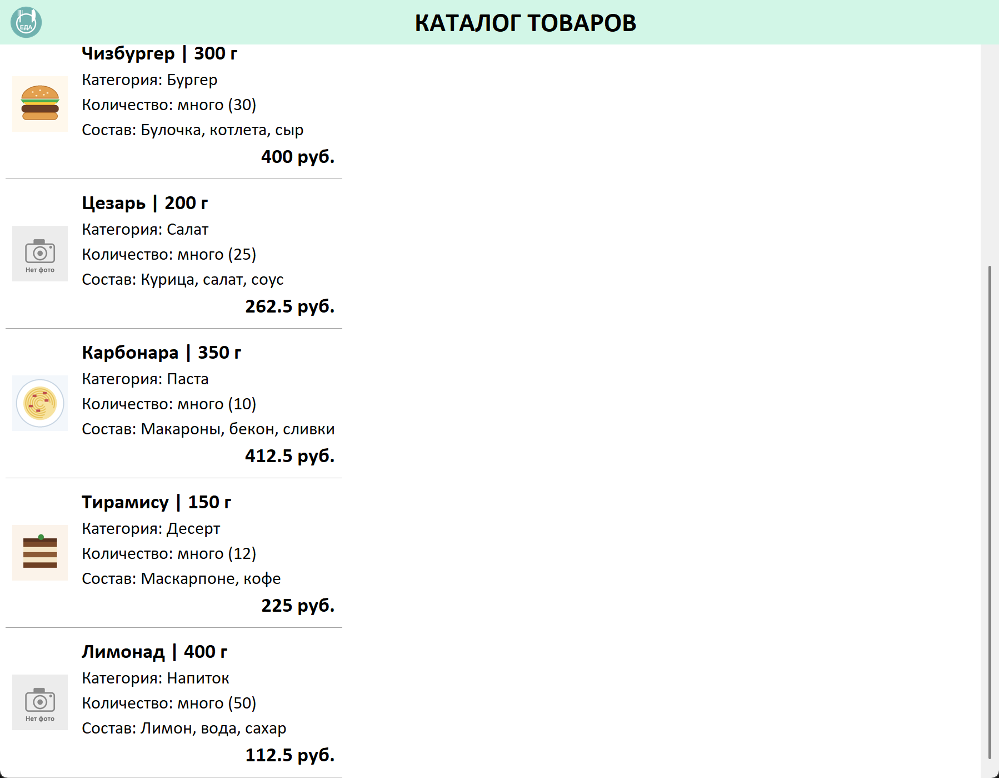 ЕДА
КАТАЛОГ ТОВАРОВ
Чизбургер | 300 г
Категория: Бургер
Количество: много (30)
Состав: Булочка, котлета, сыр
400 руб.
Цезарь | 200 г
Нет фото
Категория: Салат
Количество: много (25)
Состав: Курица, салат, соус
262.5 руб.
Карбонара | 350 г
Категория: Паста
Количество: много (10)
Состав: Макароны, бекон, сливки
412.5 руб.
Тирамису | 150 г
Категория: Десерт
Количество: много (12)
Состав: Маскарпоне, кофе
225 руб.
Лимонад | 400 г
Нет фото
Категория: Напиток
Количество: много (50)
Состав: Лимон, вода, сахар
112.5 руб.